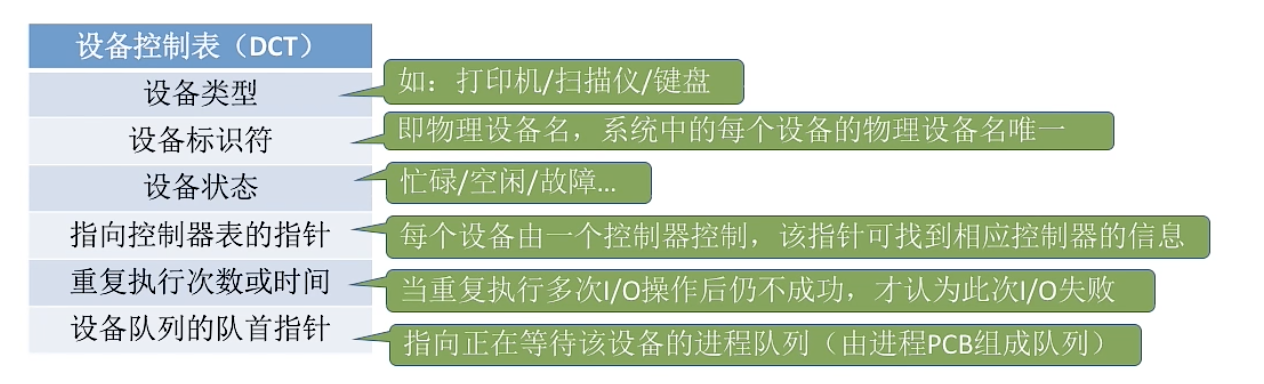 设备控制表（DCT）
设备类型
如：打印机/扫描仪/键盘
设备标识符
即物理设备名，系统中的每个设备的物理设备名唯一
设备状态
忙碌/空闲/故障...
指向控制器表的指针
每个设备由一个控制器控制，该指针可找到相应控制器的信息
重复执行次数或时间
当重复执行多次I/O操作后仍不成功，才认为此次I/O失败
设备队列的队首指针
指向正在等待该设备的进程队列（由进程PCB组成队列）